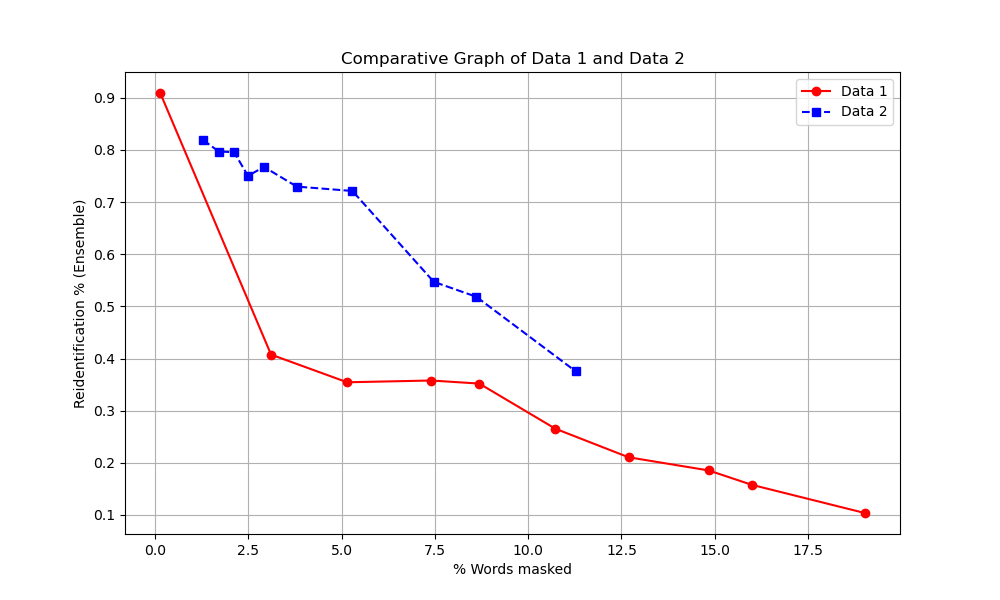 Comparative Graph of Data 1 and Data 2
Data 1
Data 2
Reidentification % (Ensemble)
0.9
0.8
0.7
0.6
0.5
0.4
0.3
0.2
0.1
0.0 2.5 5.0 7.5 10.0 12.5 15.0 17.5
% Words masked